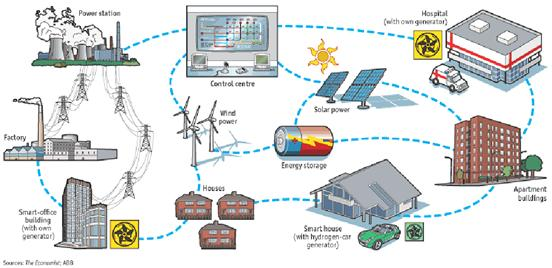 Power station
Hospital
(with own
generator)
Control centre
Wind
power
Solar power
Factory
Energy storage
Houses
Smart-office
building
(with own
generator)
Smart house
(with hydrogen-car
generator)
Apartment
buildings
Sources: The Economist; ABB